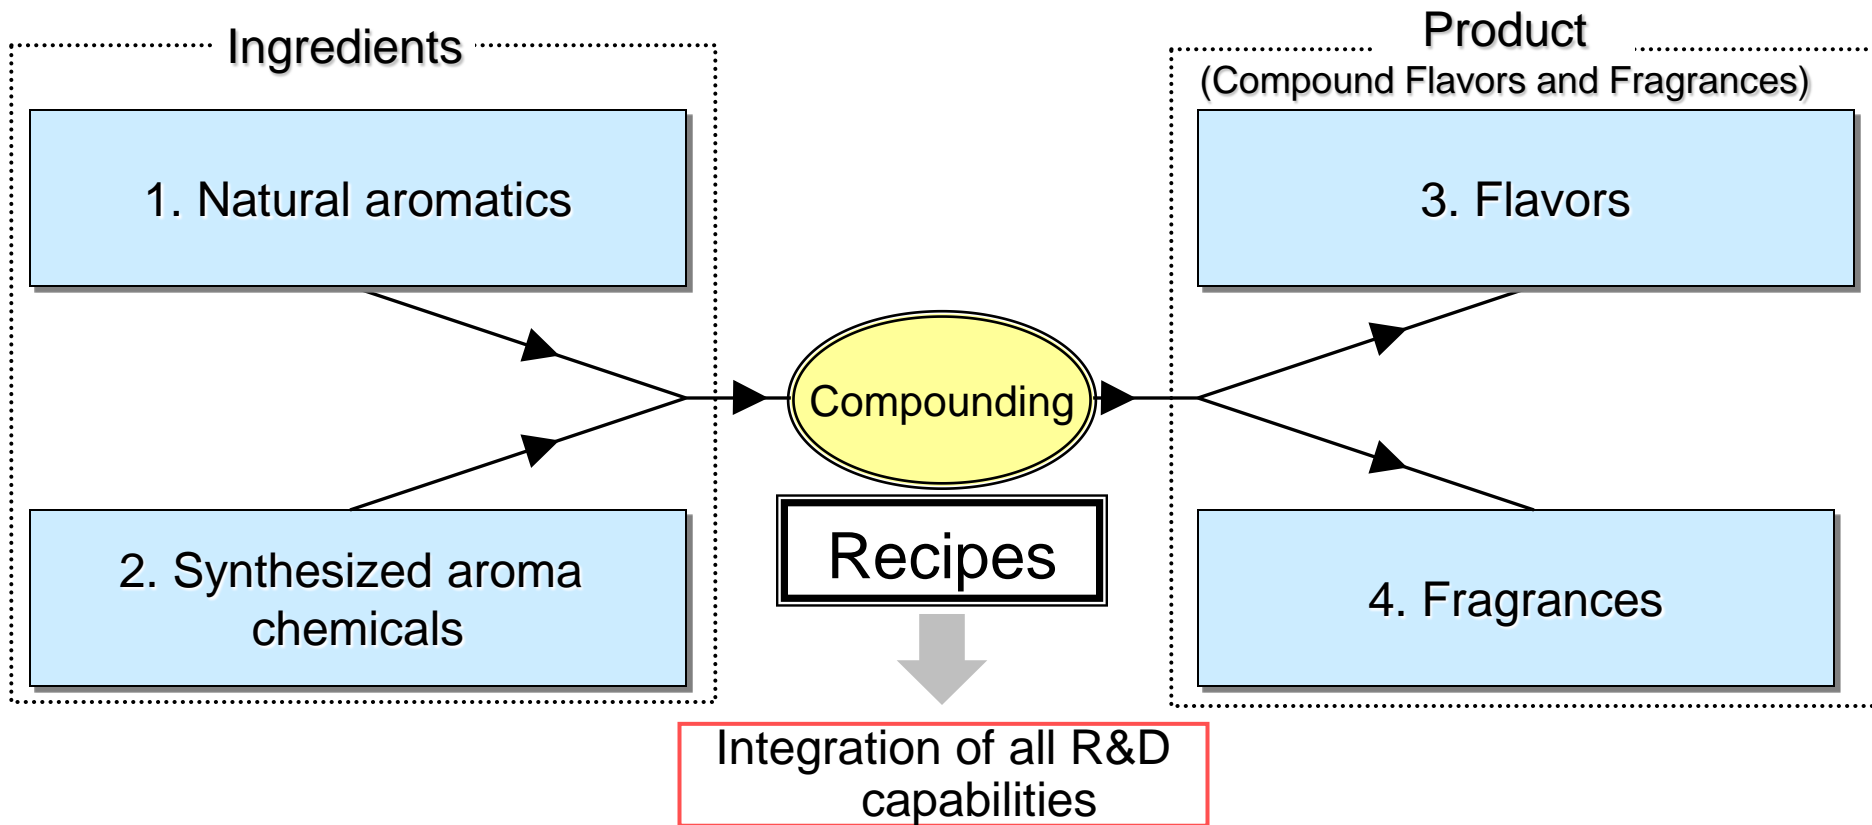 Ingredients
1. Natural aromatics
2. Synthesized aroma
chemicals
Compounding
Recipes
Integration of all R&D
capabilities
Product
(Compound Flavors and Fragrances)
3. Flavors
4. Fragrances